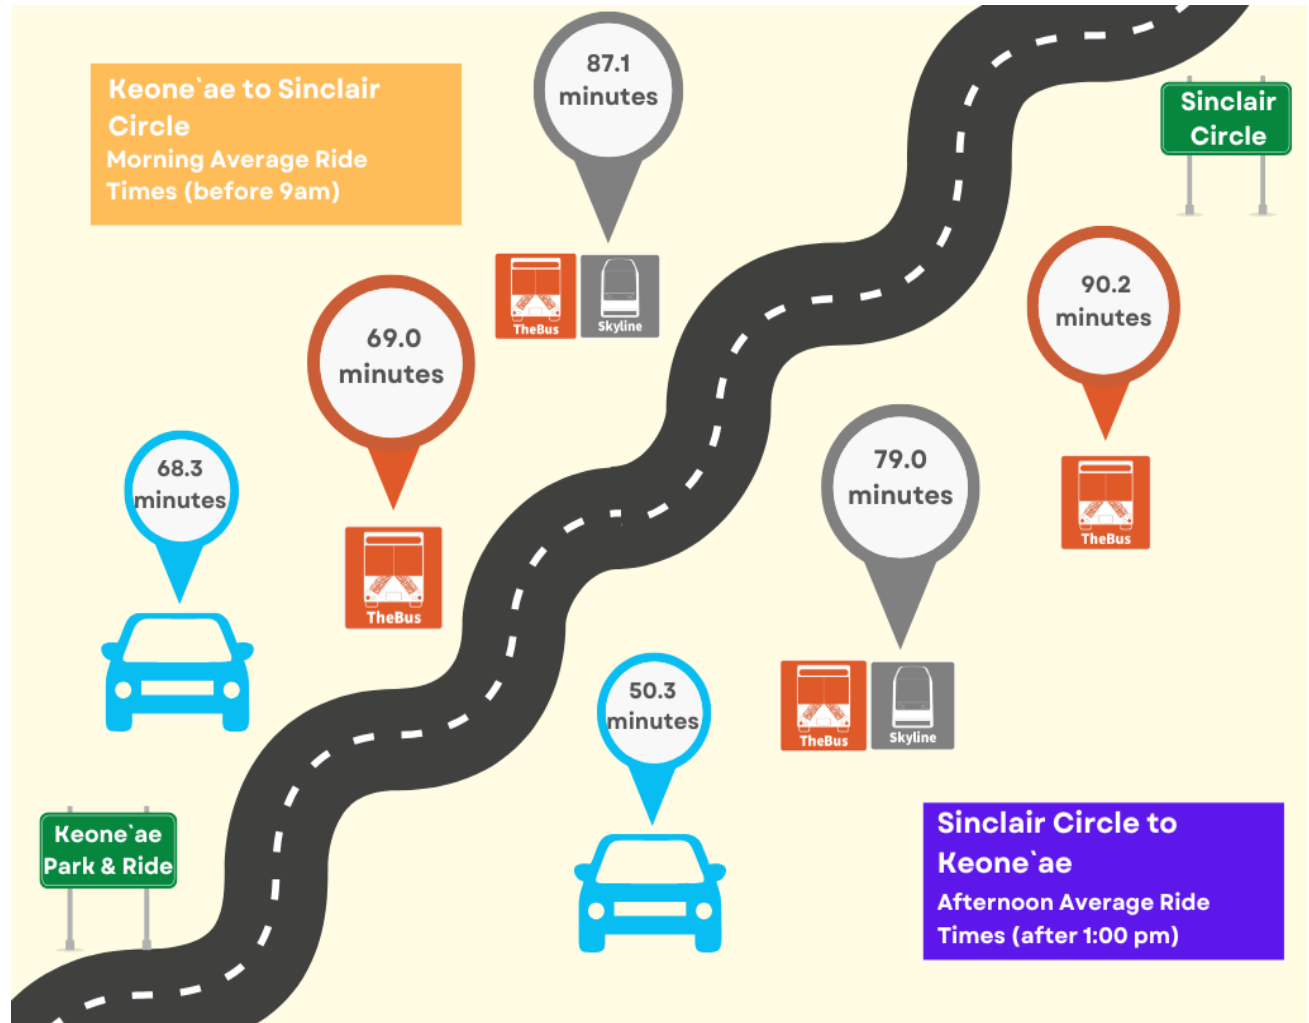 Keone`ae to Sinclair
Circle
Morning Average Ride
Times (before 9am)
87.1
minutes
TheBus
Skyline
Sinclair
Circle
69.0
minutes
TheBus
90.2
minutes
TheBus
68.3
minutes
79.0
minutes
TheBus
Skyline
50.3
minutes
Keone`ae
Park & Ride
Sinclair Circle to
Keone`ae
Afternoon Average Ride
Times (after 1:00 pm)